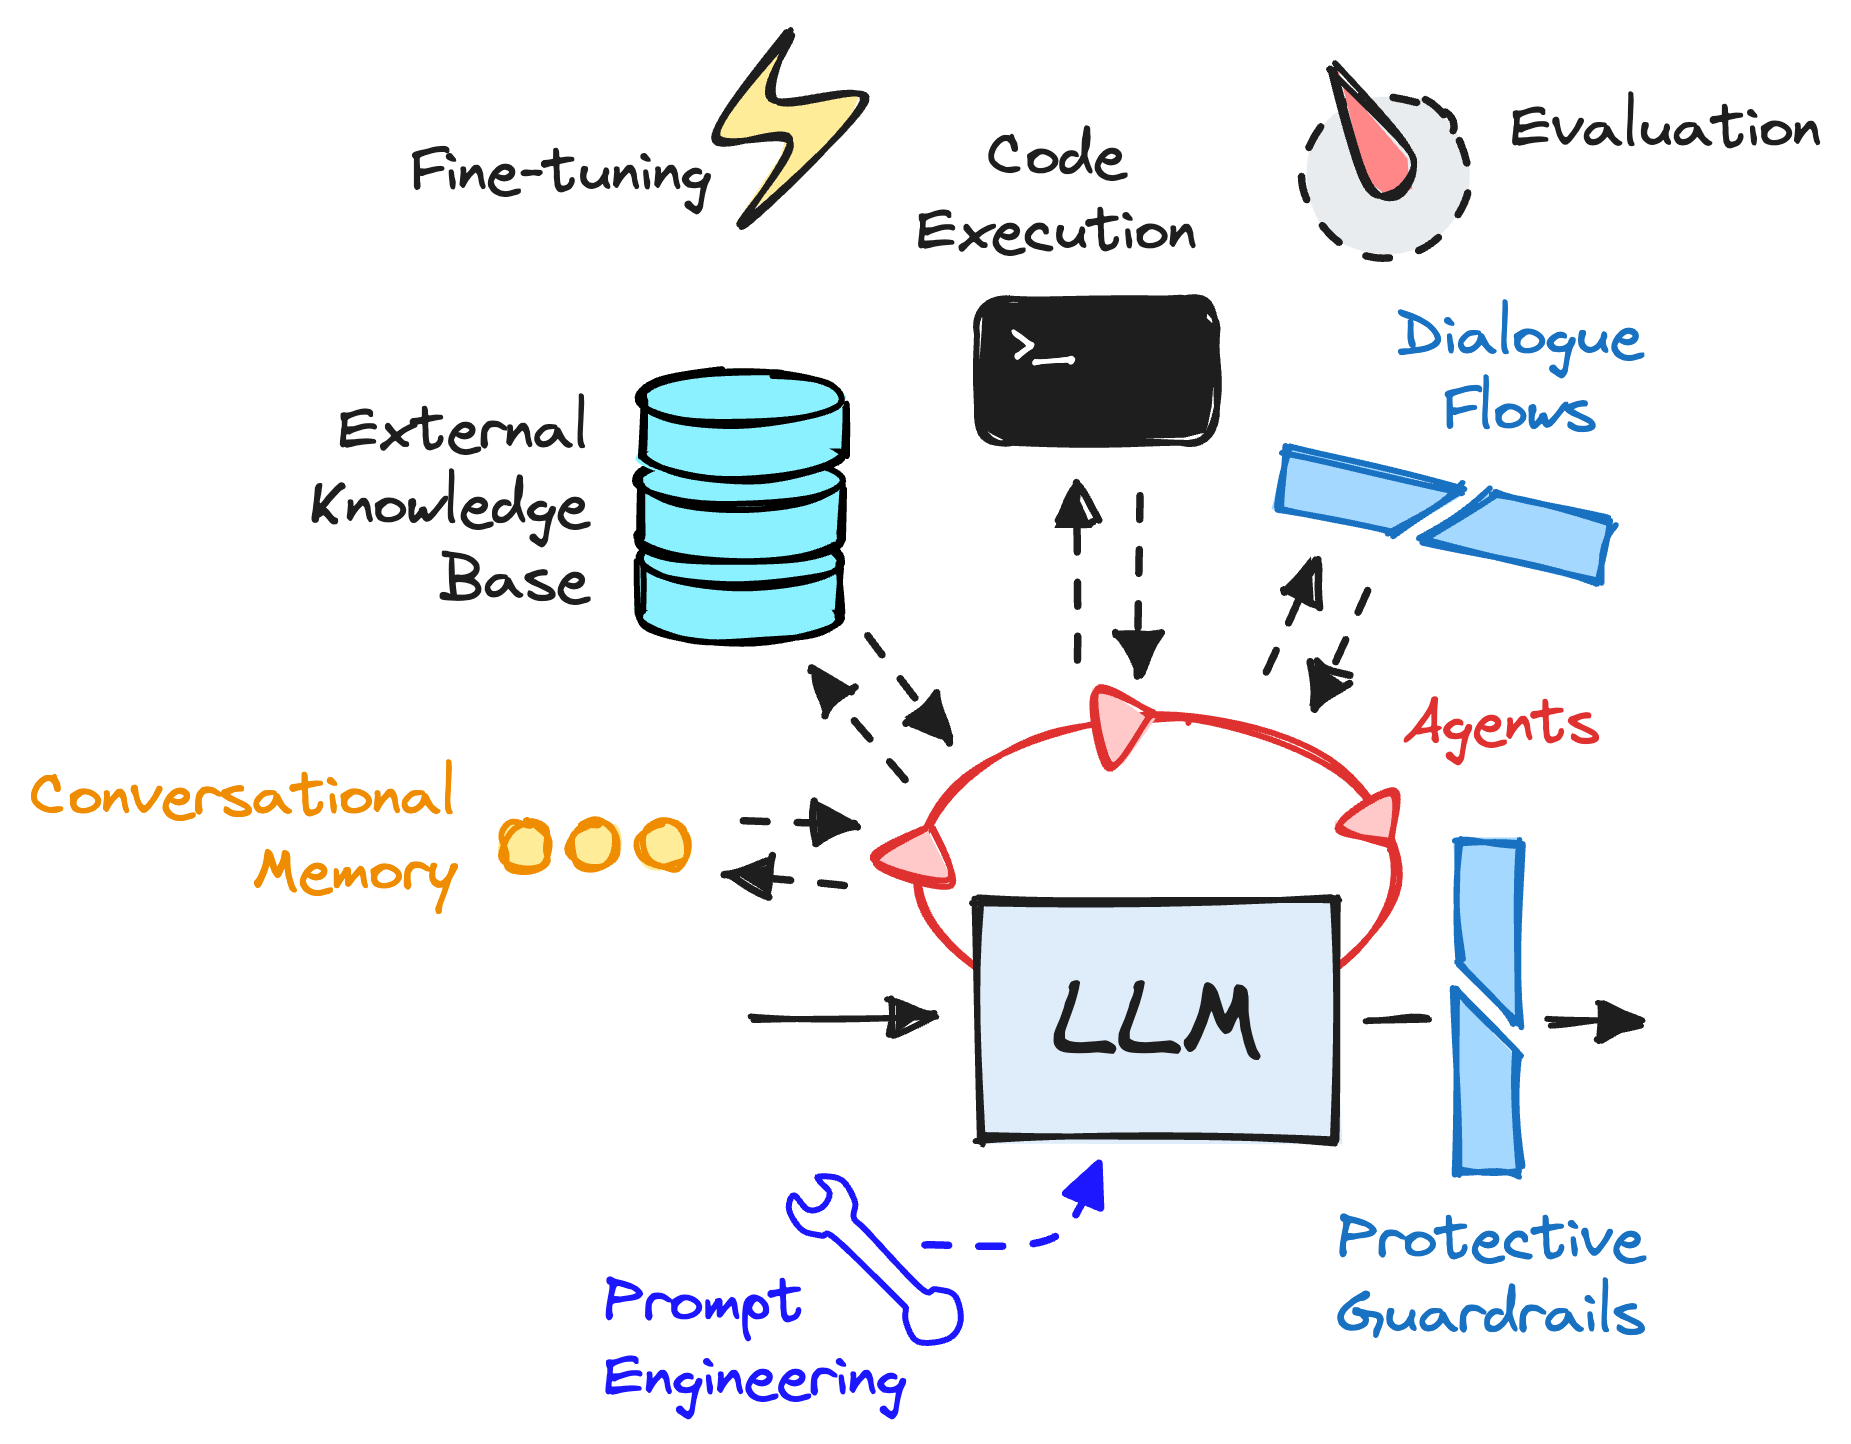 Fine-tuning
Code
Execution
Evaluation
>_
Dialogue
Flows
External
Knowledge
Base
Agents
Conversational
Memory
LLM
Prompt
Engineering
Protective
Guardrails